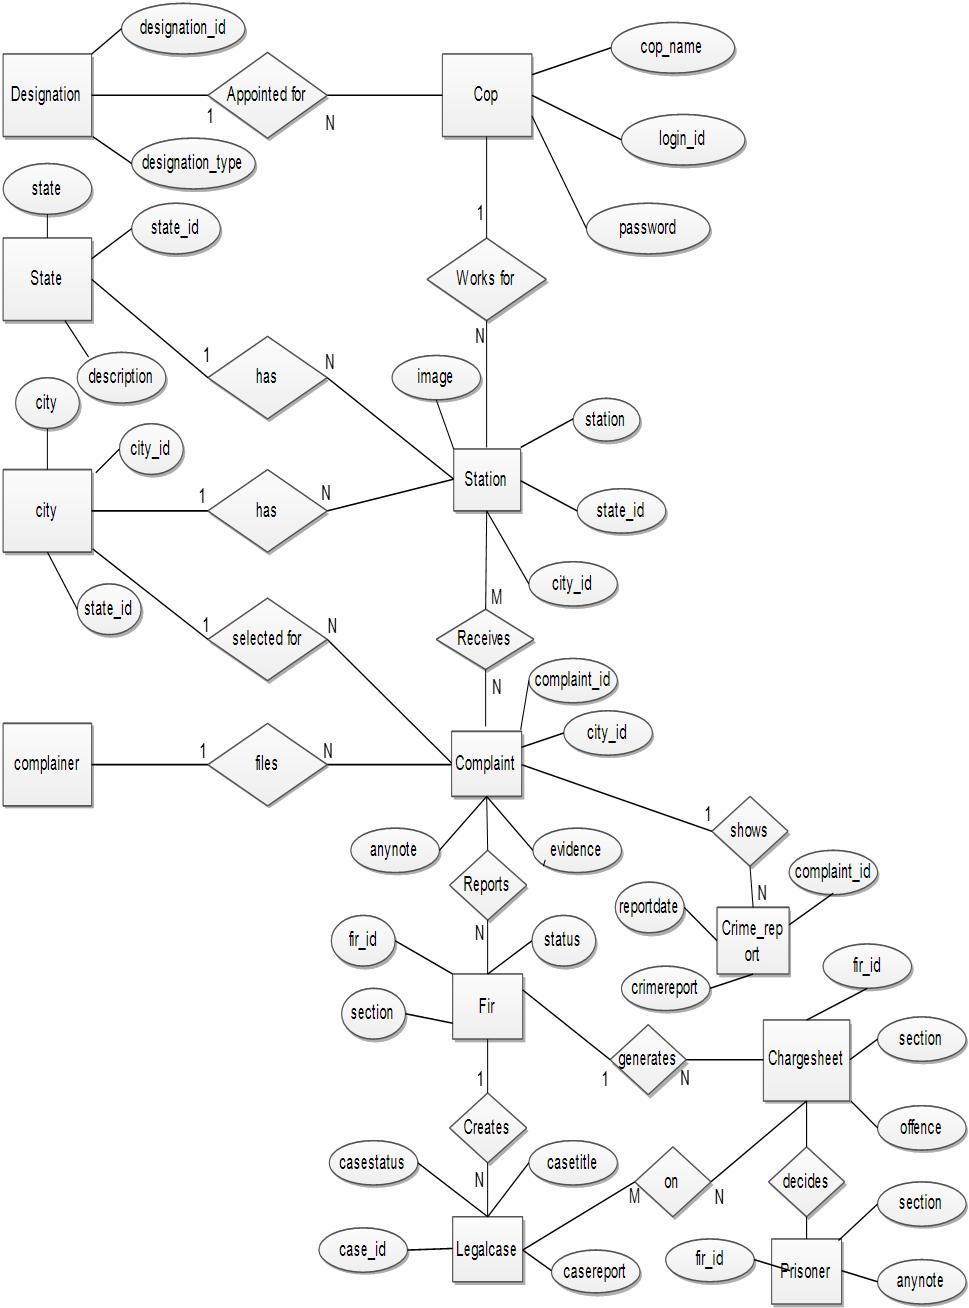 designation_id
Designation
Appointed for
1
N
Cop
cop_name
login_id
password
designation_type
state
state_id
State
description
1
Works for
N
1
has
N
image
station
Station
state_id
city_id
city
city_id
city
state_id
1
has
N
1
selected for
N
M
Receives
N
complaint_id
city_id
complainer
1
files
N
Complaint
anynote
evidence
1
shows
N
Reports
N
complaint_id
reportdate
Crime_rep
ort
crimereport
fir_id
status
section
Fir
1
generates
N
fir_id
Chargesheet
section
offence
1
Creates
N
casestatus
casetitle
case_id
Legalcase
casereport
M
on
N
decides
section
fir_id
Prisoner
anynote